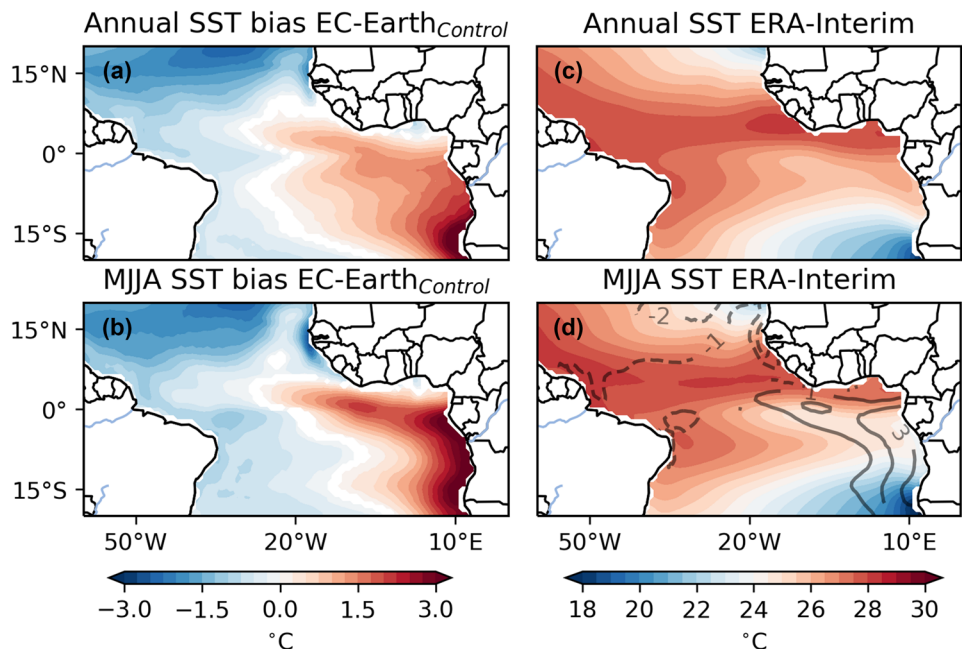 Annual SST bias EC-Earth_Control
Annual SST ERA-Interim
(a)
(c)
15°N
0°
15°S
MJJA SST bias EC-Earth_Control
MJJA SST ERA-Interim
(b)
(d)
-2
-1
1
3
15°N
0°
15°S
50°W 20°W 10°E
50°W 20°W 10°E
−3.0 −1.5 0.0 1.5 3.0
°C
18 20 22 24 26 28 30
°C